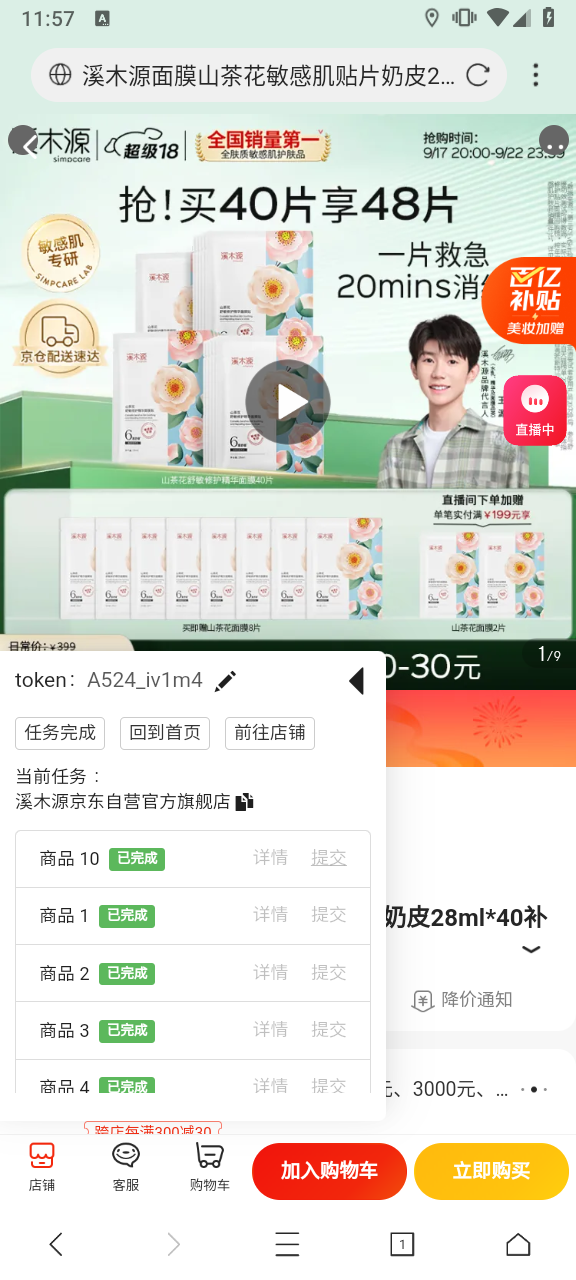 11:57
溪木源面膜山茶花敏感肌贴片奶皮2...
木源
simpcare
超级18
全国销量第一
全肤质敏感肌护肤品
抢购时间:
9/17 20:00-9/22 23:59
抢!买40片享48片
敏感肌
专研
SIMPCARE LAB
一片救急
20mins消
百亿
补贴
美妆加赠
京仓配送速达
溪木源品牌代言人
直播中
山茶花舒敏修护精华面膜40片
直播间下单加赠
单笔实付满¥199元享
买即赠山茶花面膜8片
山茶花面膜2片
日常价:¥399
0-30元
1/9
token: A524_iv1m4
任务完成
回到首页
前往店铺
当前任务:
溪木源京东自营官方旗舰店
商品 10 已完成 详情 提交
商品 1 已完成 详情 提交
奶皮28ml*40补
商品 2 已完成 详情 提交
降价通知
商品 3 已完成 详情 提交
商品 4 已完成 详情 提交
元、3000元、...
跨店每满300减30
店铺
客服
购物车
加入购物车
立即购买
1